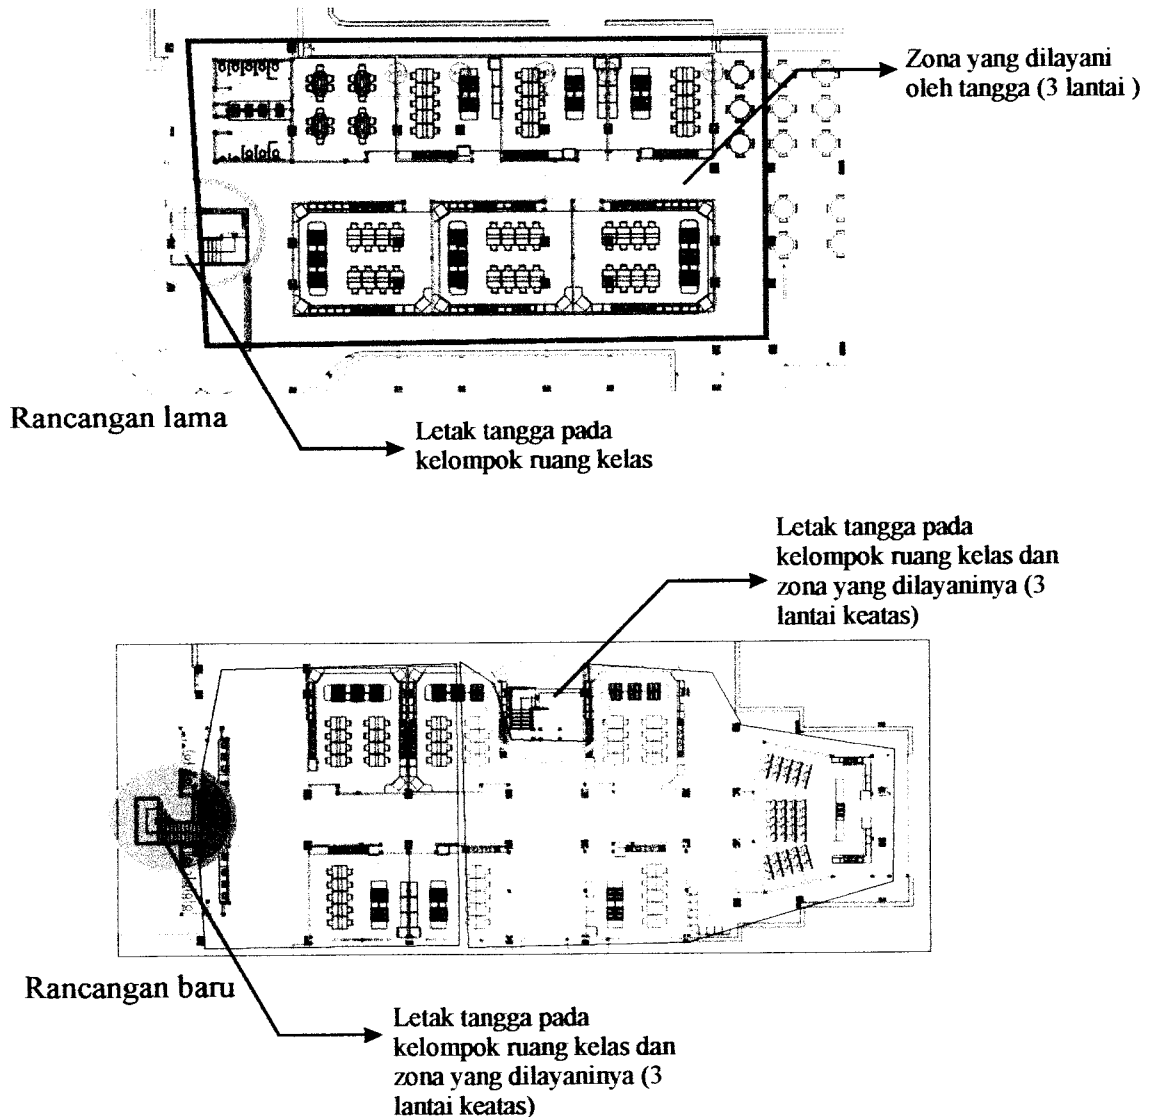 Zona yang dilayani
oleh tangga (3 lantai )
Rancangan lama
Letak tangga pada
kelompok ruang kelas
Letak tangga pada
kelompok ruang kelas dan
zona yang dilayaninya (3
lantai keatas)
Rancangan baru
Letak tangga pada
kelompok ruang kelas dan
zona yang dilayaninya (3
lantai keatas)